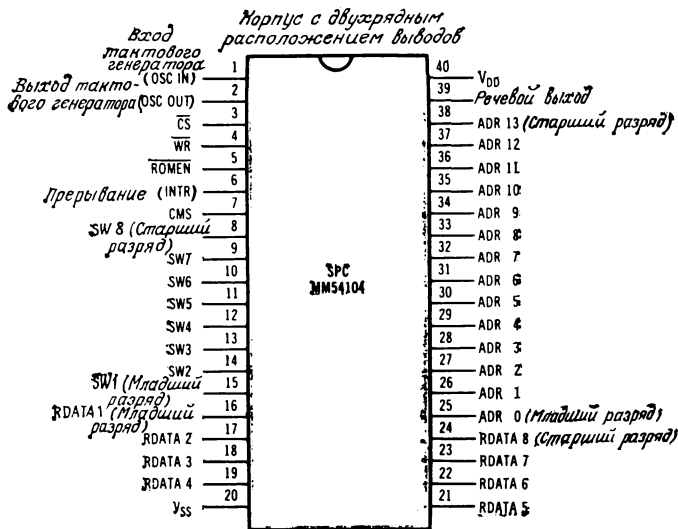 Корпус с двухрядным
расположением выводов
Вход
тактового
генератора
(OSC IN)
1
Выход такто-
вого генератора (OSC OUT)
2
CS
3
WR
4
ROMEN
5
Прерывание (INTR)
6
CMS
7
SW 8 (Старший
разряд)
8
SW7
9
SW6
10
SW5
11
SW4
12
SW3
13
SW2
14
SW1 (Младший
разряд)
15
RDATA 1 (Младший
разряд)
16
RDATA 2
17
RDATA 3
18
RDATA 4
19
VSS
20
SPC
MM54104
40
VDD
39
Речевой выход
38
ADR 13 (Старший разряд)
37
ADR 12
36
ADR 11
35
ADR 10
34
ADR 9
33
ADR 8
32
ADR 7
31
ADR 6
30
ADR 5
29
ADR 4
28
ADR 3
27
ADR 2
26
ADR 1
25
ADR 0 (Младший разряд)
24
RDATA 8 (Старший разряд)
23
RDATA 7
22
RDATA 6
21
RDATA 5